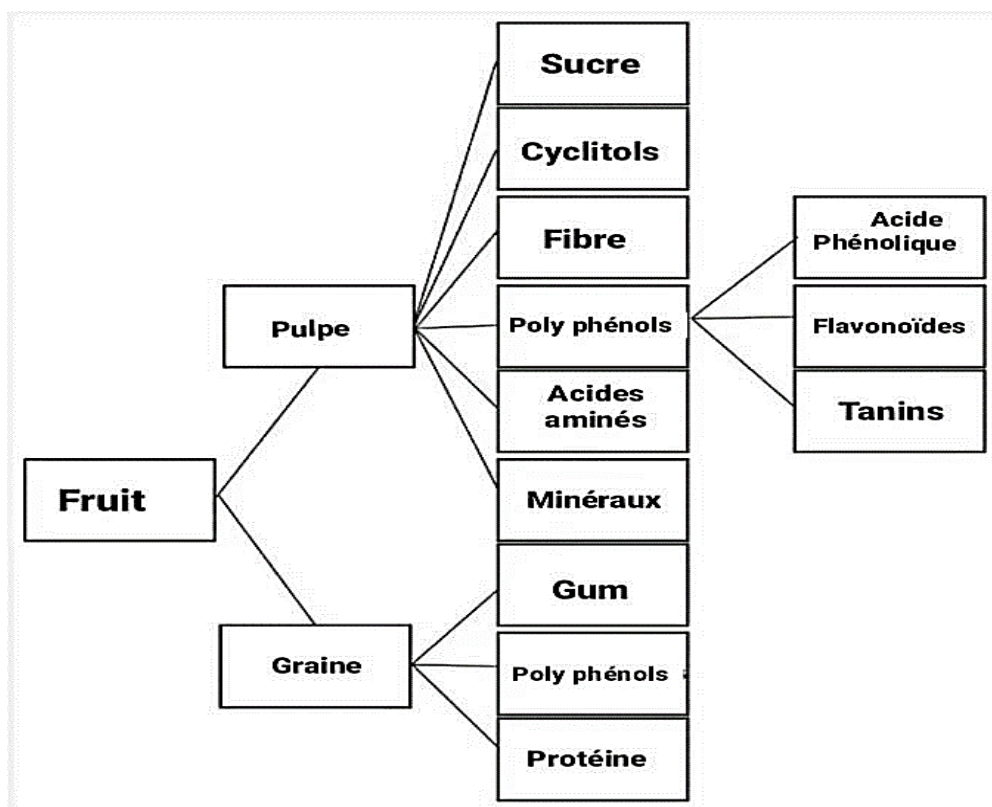 Sucre
Cyclitols
Fibre
Acide
Phénolique
Pulpe
Poly phénols
Flavonoïdes
Acides
aminés
Tanins
Fruit
Minéraux
Gum
Graine
Poly phénols
Protéine